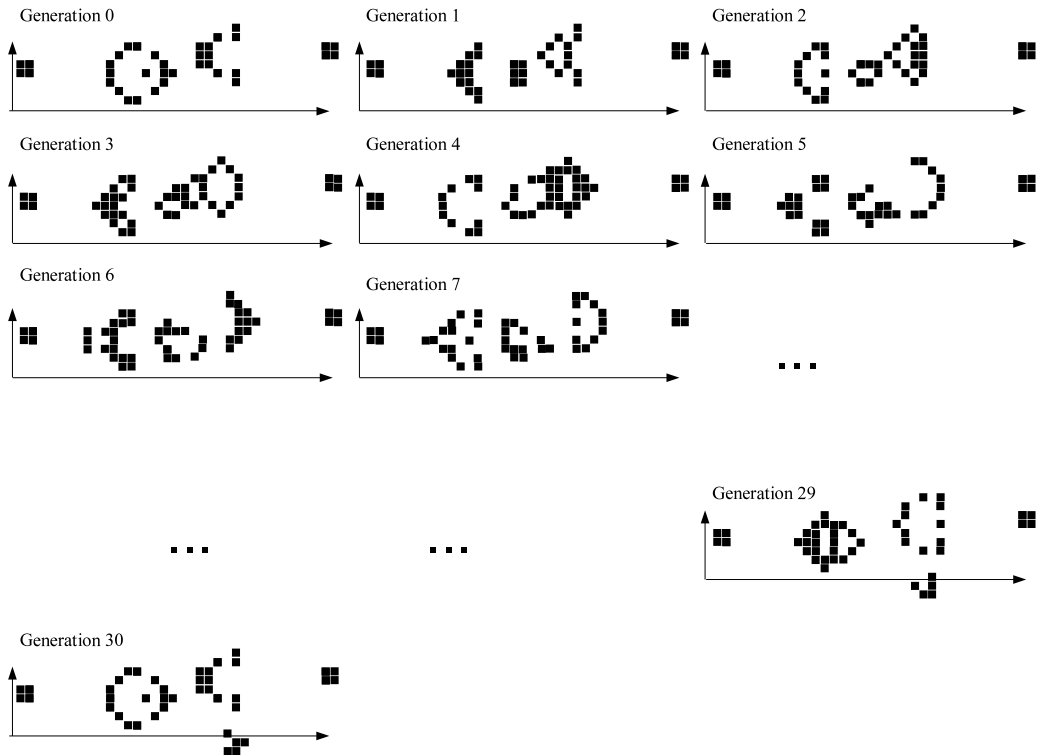 Generation 0
Generation 1
Generation 2
Generation 3
Generation 4
Generation 5
Generation 6
Generation 7
...
... ...
Generation 29
Generation 30